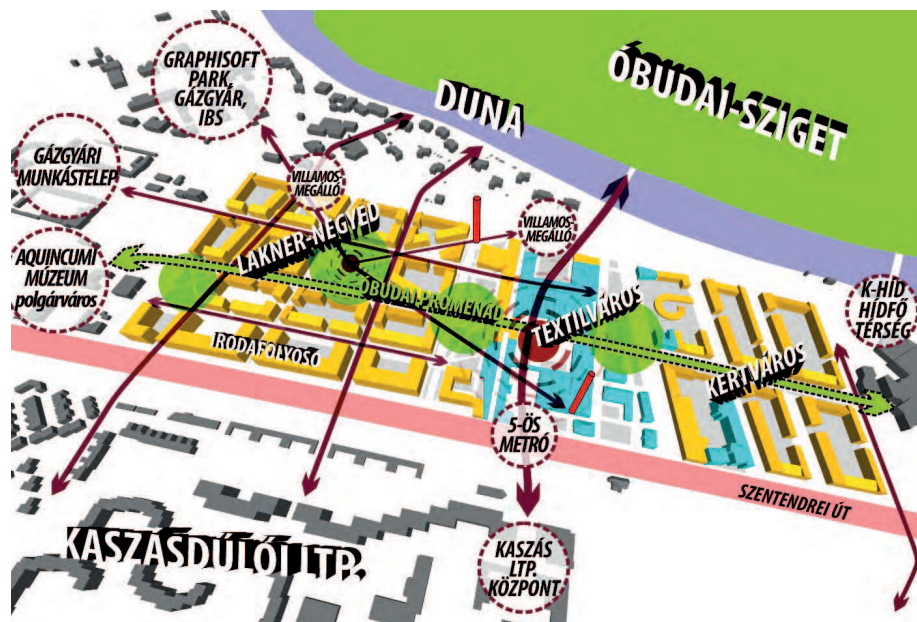 GRAPHISOFT
PARK,
GÁZGYÁR,
IBS
DUNA
ÓBUDAI-SZIGET
GÁZGYÁRI
MUNKÁSTELEP
VILLAMOS-
MEGÁLLÓ
VILLAMOS-
MEGÁLLÓ
LAKNER-NEGYED
AQUINCUMI
MÚZEUM
polgárváros
ÓBUDAI PROMENÁD
TEXTILVÁROS
K-HÍD
HÍDFŐ
TÉRSÉG
IRODAFOLYOSÓ
KERTVÁROS
5-ÖS
METRÓ
SZENTENDREI ÚT
KASZÁSDŰLŐI LTP.
KASZÁS
LTP.
KÖZPONT